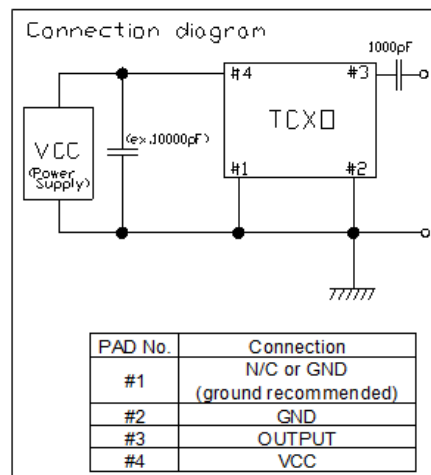 Connection diagram
1000pF
#4
#3
TCXO
VCC
(Power
Supply)
(ex.10000pF)
#1
#2
PAD No. Connection
#1 N/C or GND
(ground recommended)
#2 GND
#3 OUTPUT
#4 VCC